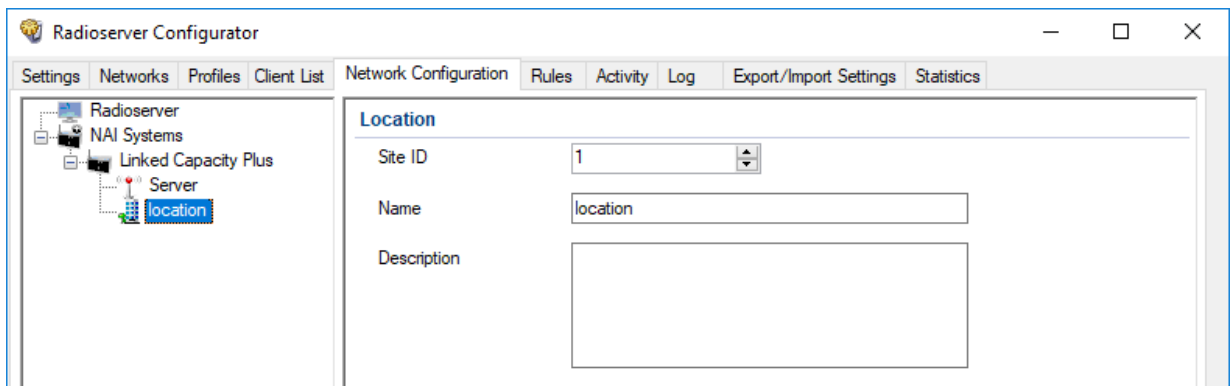 Radioserver Configurator
Settings Networks Profiles Client List Network Configuration Rules Activity Log Export/Import Settings Statistics
Radioserver
NAI Systems
Linked Capacity Plus
Server
location
Location
Site ID 1
Name location
Description